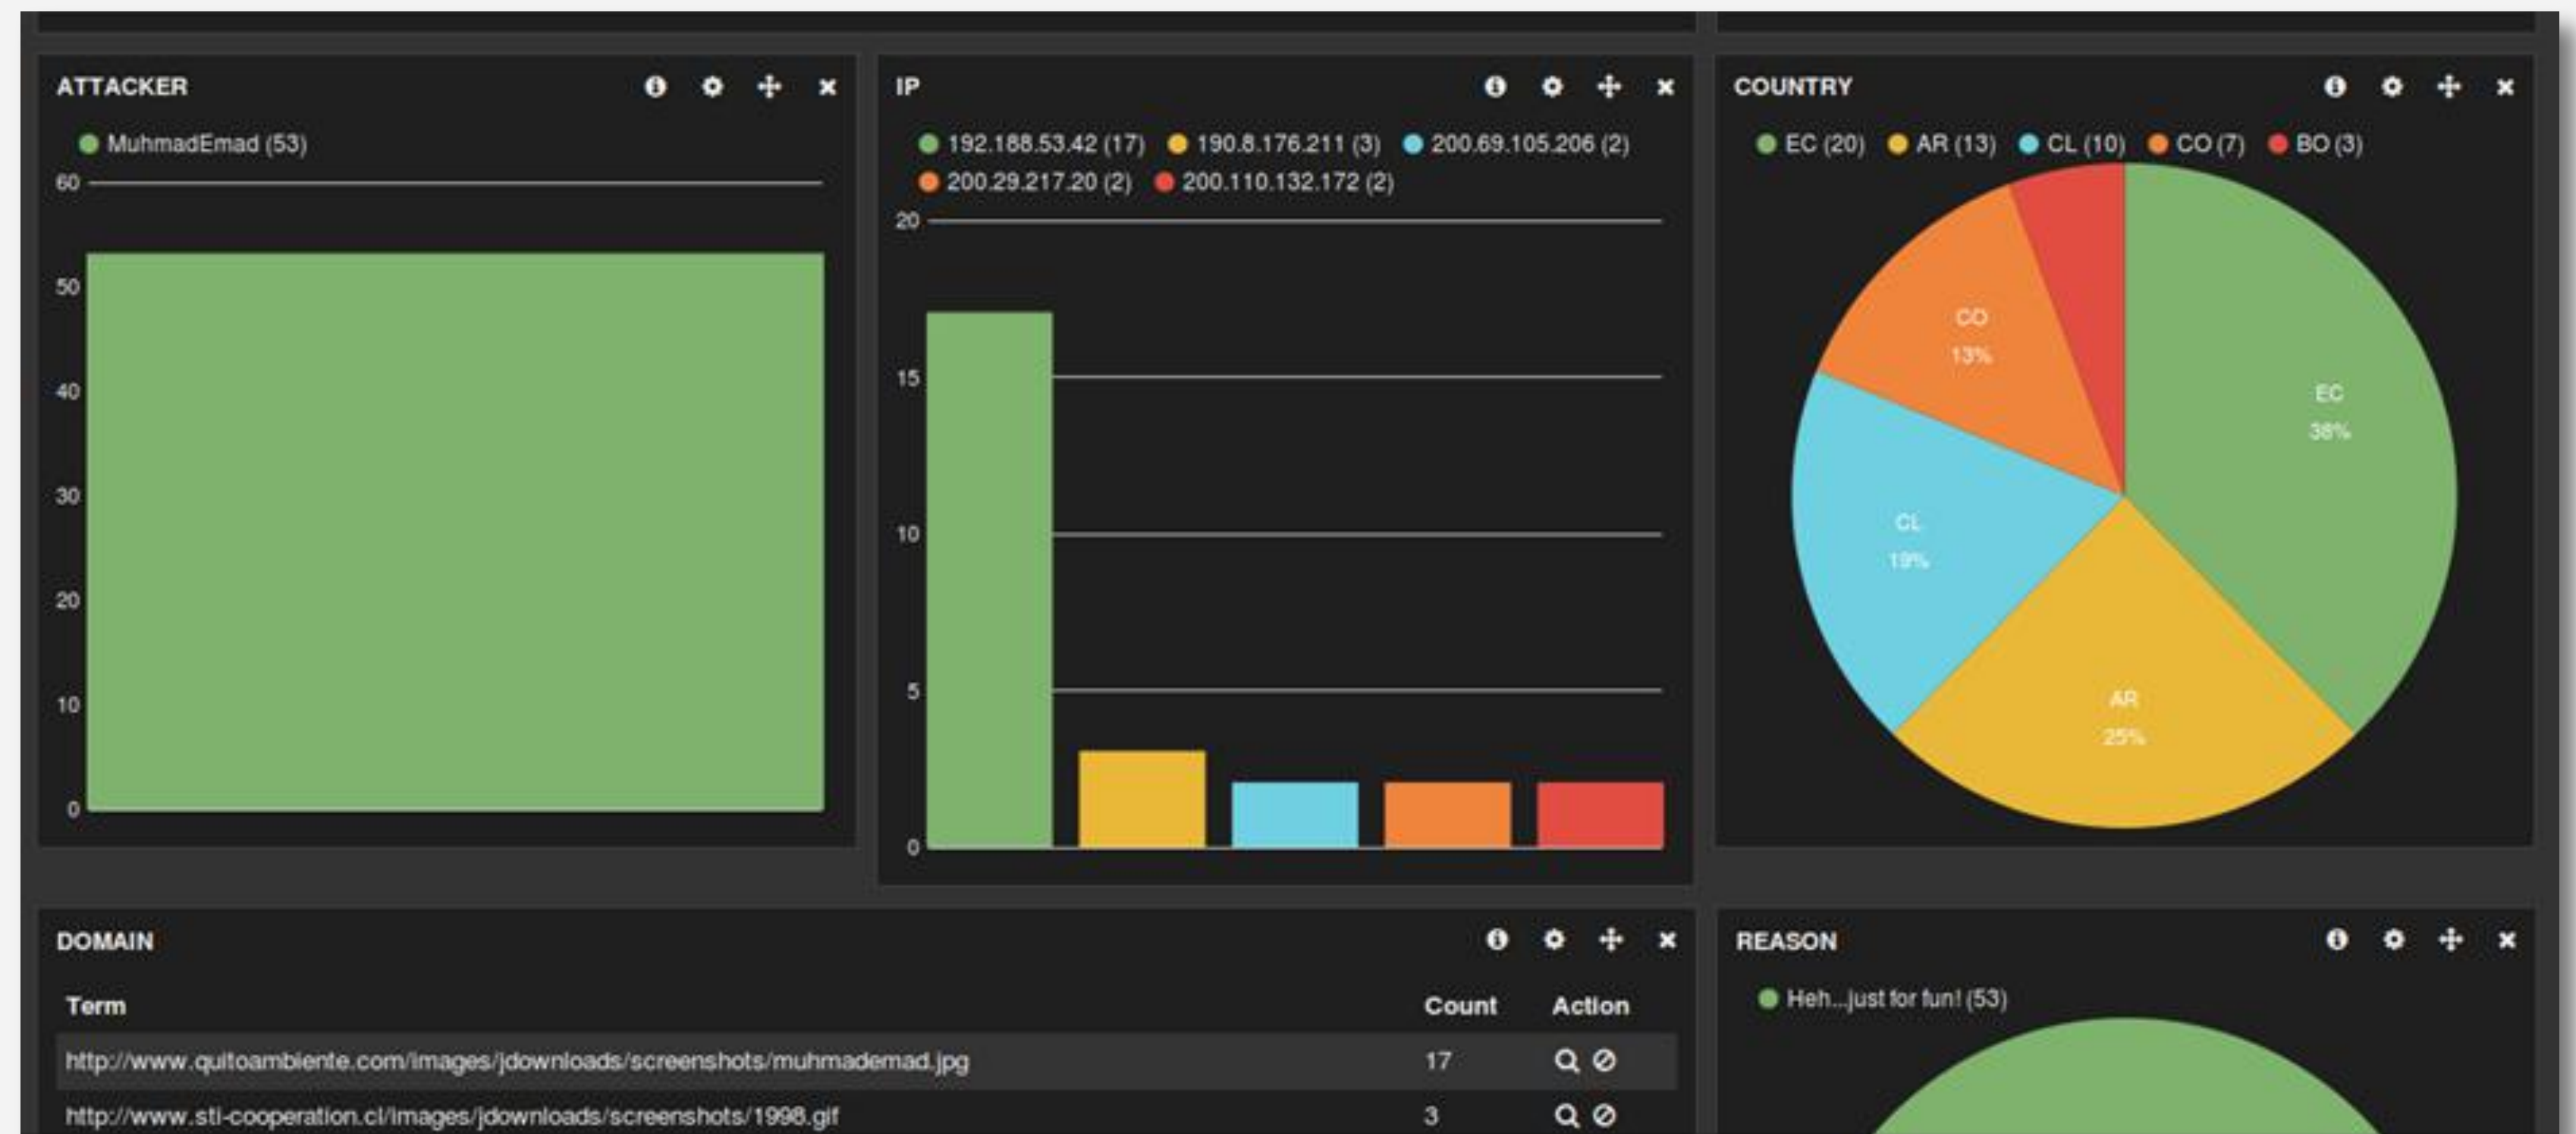 ATTACKER
MuhmadEmad (53)
60
50
40
30
20
10
0
IP
192.188.53.42 (17) 190.8.176.211 (3) 200.69.105.206 (2)
200.29.217.20 (2) 200.110.132.172 (2)
20
15
10
5
0
COUNTRY
EC (20) AR (13) CL (10) CO (7) BO (3)
CO
13%
EC
38%
CL
19%
AR
25%
DOMAIN
Term Count Action
http://www.quitoambiente.com/images/jdownloads/screenshots/muhmademad.jpg 17
http://www.sti-cooperation.cl/images/jdownloads/screenshots/1998.gif 3
REASON
Heh...just for fun! (53)